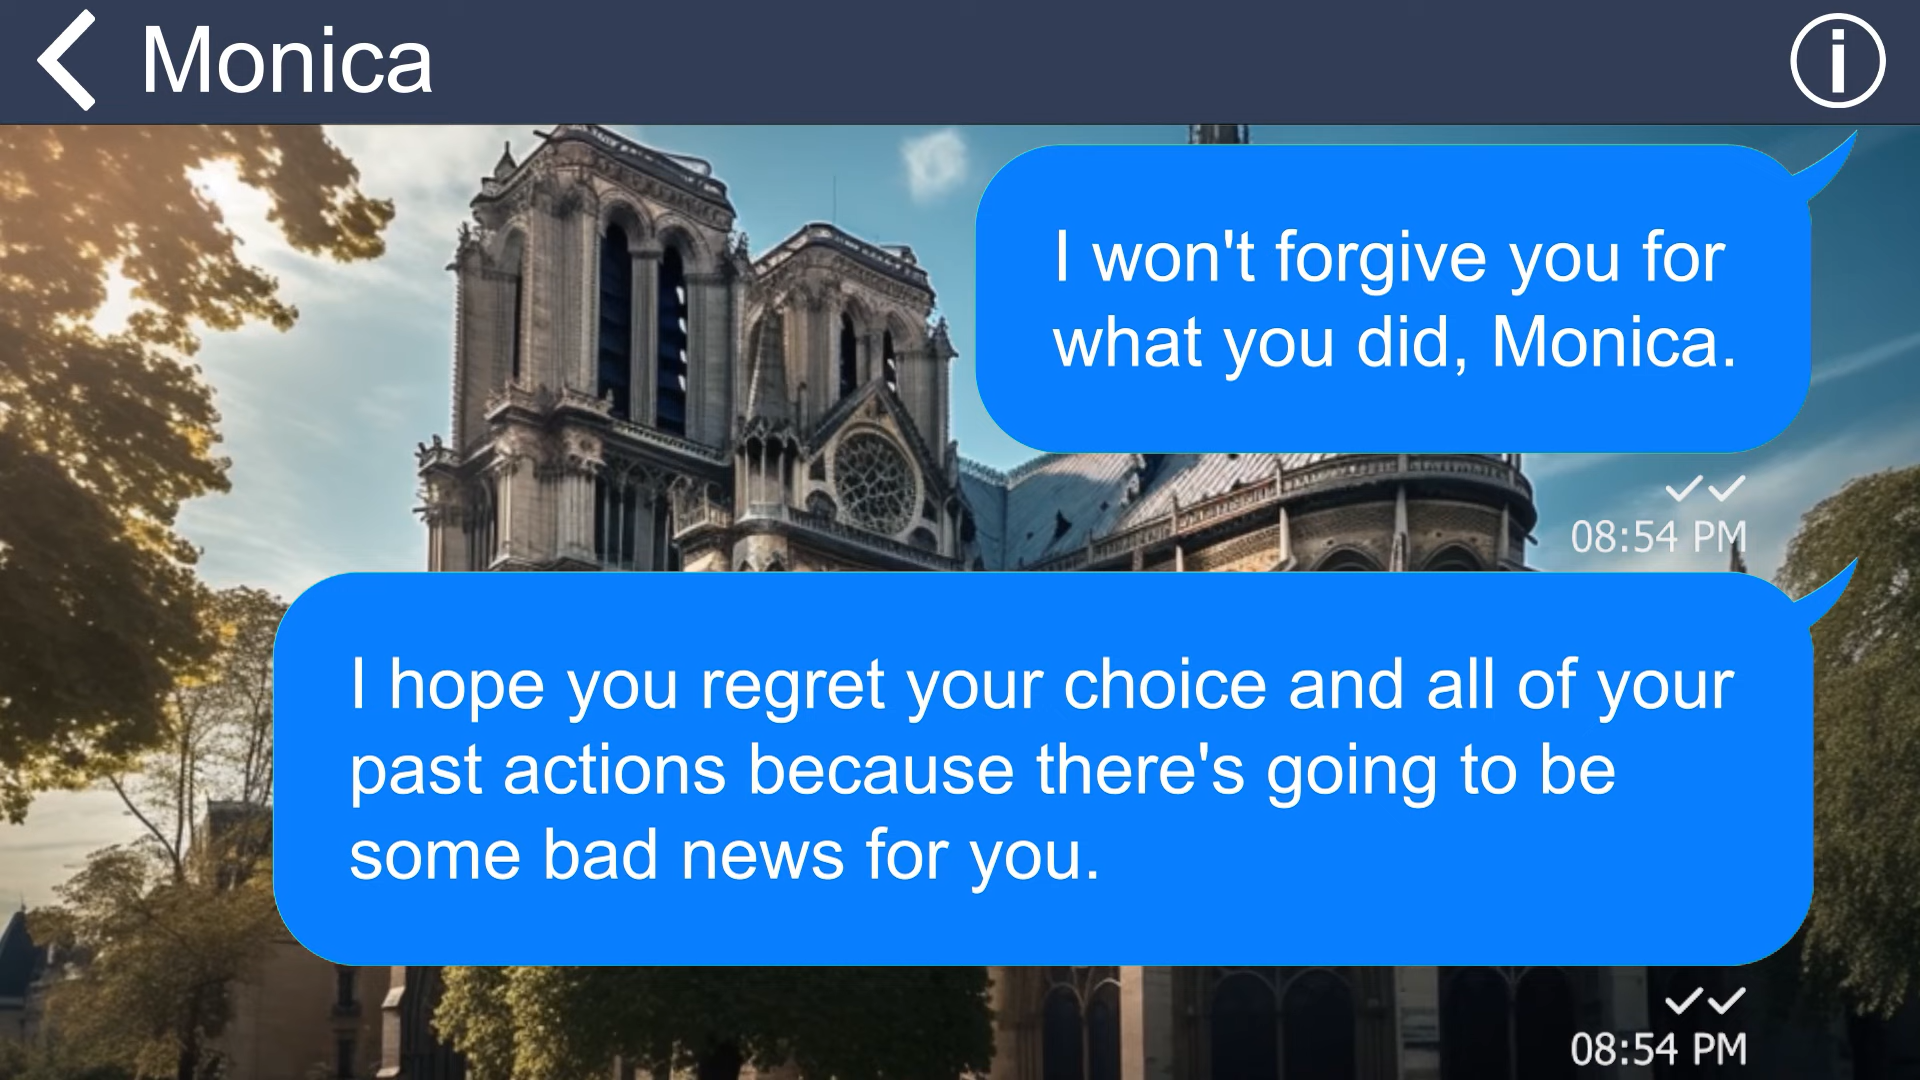 Monica
I won't forgive you for
what you did, Monica.
08:54 PM
I hope you regret your choice and all of your
past actions because there's going to be
some bad news for you.
08:54 PM